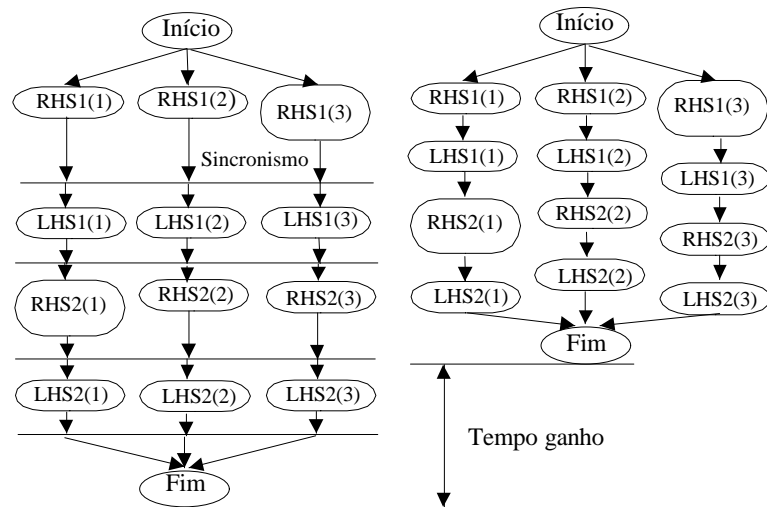 Início
RHS1(1) RHS1(2) RHS1(3)
Sincronismo
LHS1(1) LHS1(2) LHS1(3)
RHS2(1) RHS2(2) RHS2(3)
LHS2(1) LHS2(2) LHS2(3)
Fim
Início
RHS1(1) RHS1(2) RHS1(3)
LHS1(1) LHS1(2) LHS1(3)
RHS2(1) RHS2(2) RHS2(3)
LHS2(1) LHS2(2) LHS2(3)
Fim
Tempo ganho